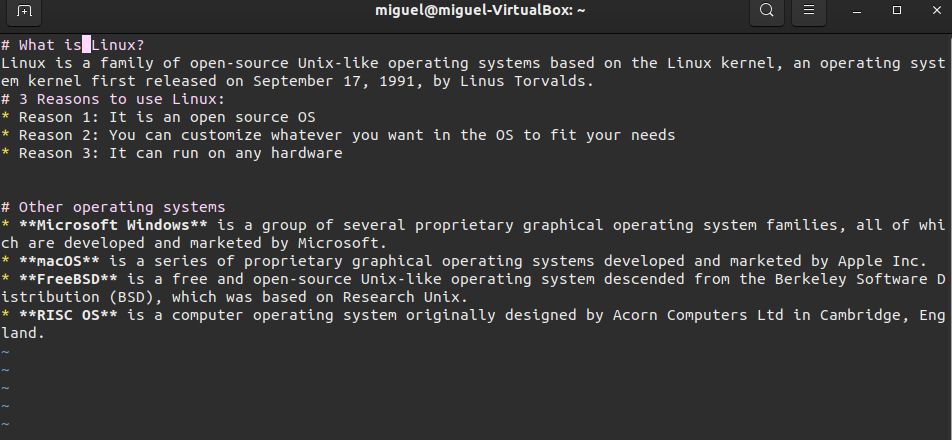 miguel@miguel-VirtualBox: ~
# What is Linux?
Linux is a family of open-source Unix-like operating systems based on the Linux kernel, an operating syst
em kernel first released on September 17, 1991, by Linus Torvalds.
# 3 Reasons to use Linux:
* Reason 1: It is an open source OS
* Reason 2: You can customize whatever you want in the OS to fit your needs
* Reason 3: It can run on any hardware
# Other operating systems
* **Microsoft Windows** is a group of several proprietary graphical operating system families, all of whi
ch are developed and marketed by Microsoft.
* **macOS** is a series of proprietary graphical operating systems developed and marketed by Apple Inc.
* **FreeBSD** is a free and open-source Unix-like operating system descended from the Berkeley Software D
istribution (BSD), which was based on Research Unix.
* **RISC OS** is a computer operating system originally designed by Acorn Computers Ltd in Cambridge, Eng
land.
~
~
~
~
~